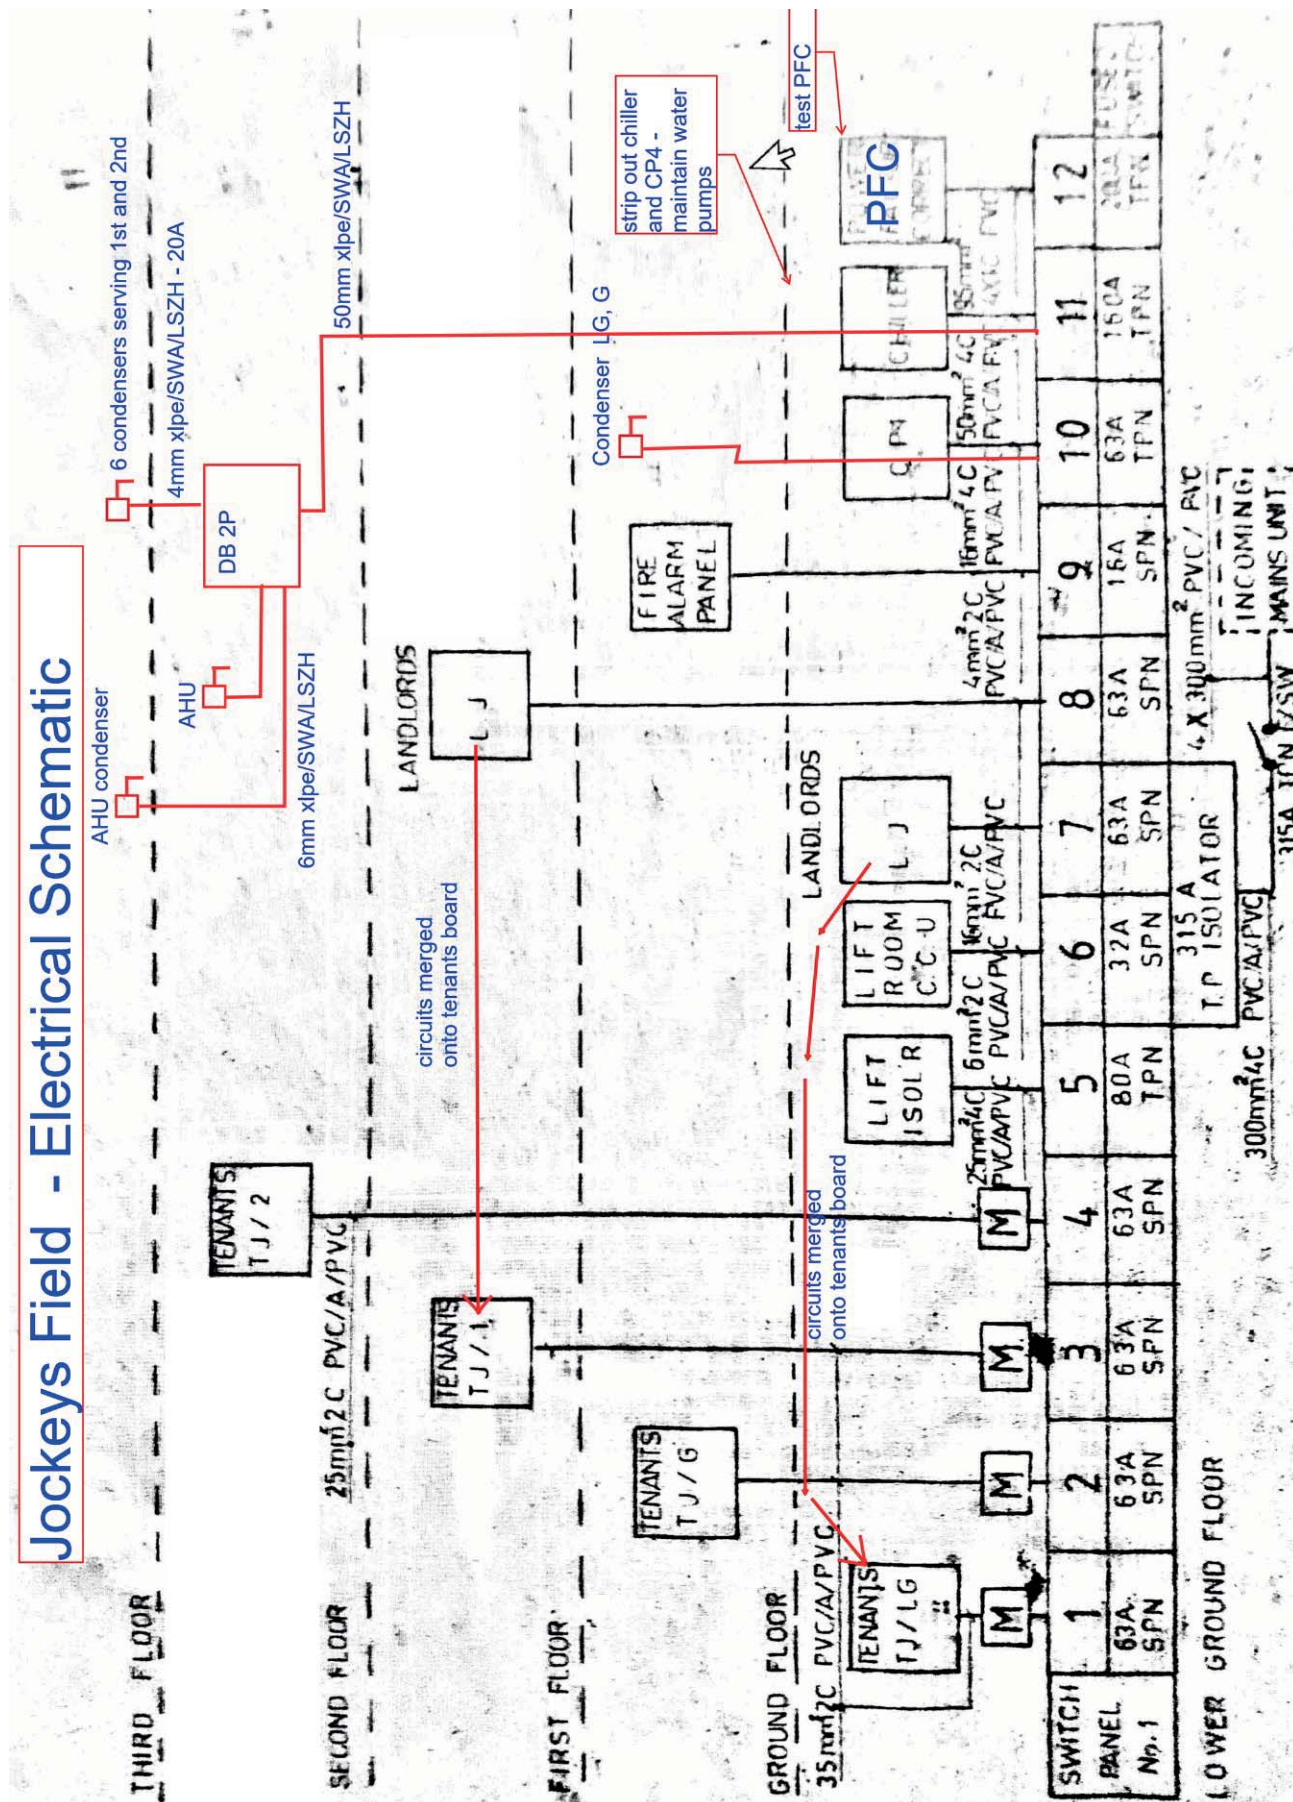 Jockeys Field - Electrical Schematic
THIRD FLOOR
AHU condenser
6 condensers serving 1st and 2nd
4mm xlpe/SWA/LSZH - 20A
AHU
DB 2P
TENANTS
TJ / 2
6mm xlpe/SWA/LSZH
50mm xlpe/SWA/LSZH
SECOND FLOOR
25mm² 2C PVC/A/PVC
LANDLORDS
LJ
TENANTS
TJ / 1
circuits merged
onto tenants board
FIRST FLOOR
TENANTS
TJ / G
FIRE
ALARM
PANEL
Condenser LG, G
strip out chiller
and CP4 -
maintain water
pumps
test PFC
GROUND FLOOR
LANDLORDS
35mm² 2C PVC/A/PVC
circuits merged
onto tenants board
TENANTS
TJ / LG
LIFT
ISOL'R
LIFT
ROOM
C.C.U
LJ
CP4
CHILLER
PFC
M
M
M
M
25mm² 4C
PVC/A/PVC
6mm² 2C
PVC/A/PVC
16mm² 2C
PVC/A/PVC
4mm² 2C
PVC/A/PVC
16mm² 4C
PVC/A/PVC
50mm² 4C
PVC/A/PVC
95mm²
4X1C PVC
SWITCH
PANEL
No.1
1 2 3 4 5 6 7 8 9 10 11 12
63A 63A 63A 63A 80A 32A 63A 63A 16A 63A 160A
SPN SPN SPN SPN TPN SPN SPN SPN SPN TPN TPN TPN
FUSE
SWITCH
315 A
T.P ISOLATOR
4 X 300mm² PVC / PVC
INCOMING
MAINS UNIT
LOWER GROUND FLOOR
300mm² 4C PVC/A/PVC
315A